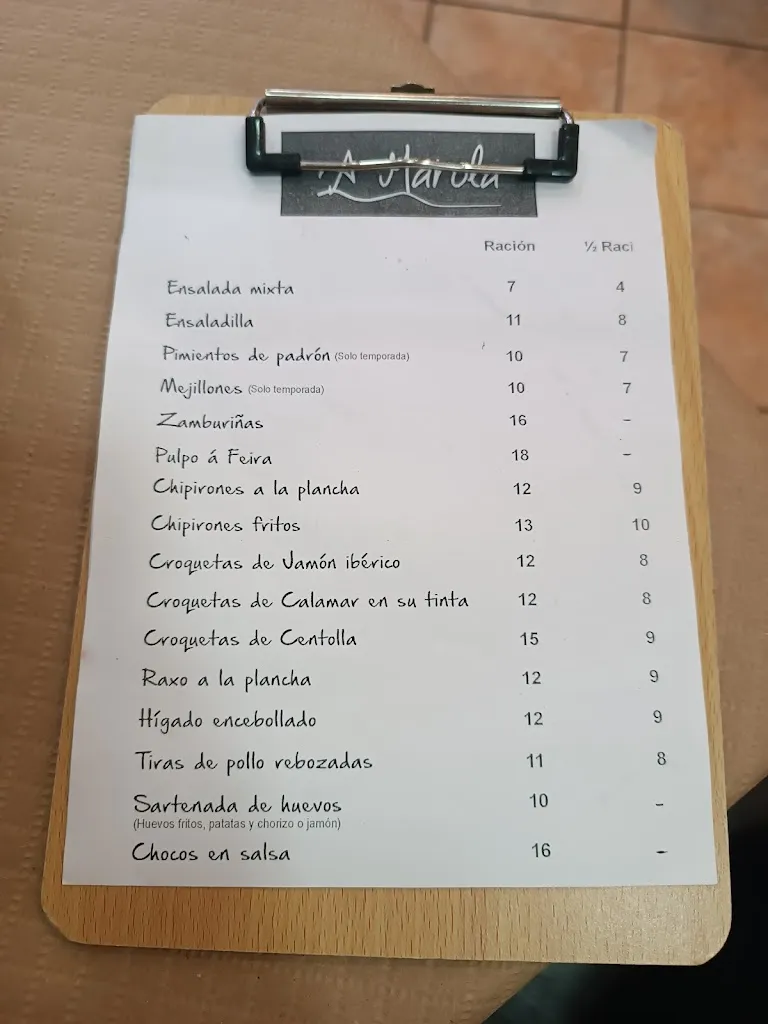 A Marola
Ración ½ Raci
Ensalada mixta 7 4
Ensaladilla 11 8
Pimientos de padrón (Solo temporada) 10 7
Mejillones (Solo temporada) 10 7
Zamburiñas 16 -
Pulpo á Feira 18 -
Chipirones a la plancha 12 9
Chipirones fritos 13 10
Croquetas de Jamón ibérico 12 8
Croquetas de Calamar en su tinta 12 8
Croquetas de Centolla 15 9
Raxo a la plancha 12 9
Hígado encebollado 12 9
Tiras de pollo rebozadas 11 8
Sartenada de huevos 10 -
(Huevos fritos, patatas y chorizo o jamón)
Chocos en salsa 16 -